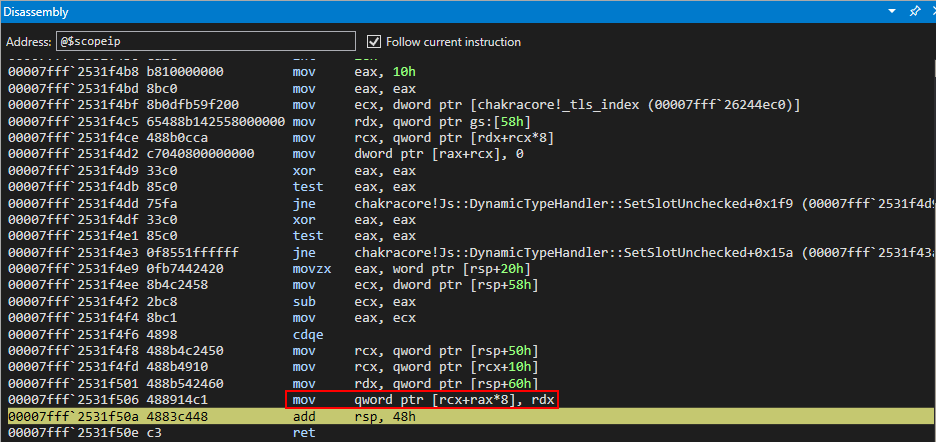 Disassembly
Address: @$scopeip Follow current instruction
00007fff`2531f4b8 b810000000 mov eax, 10h
00007fff`2531f4bd 8bc0 mov eax, eax
00007fff`2531f4bf 8b0dfb59f200 mov ecx, dword ptr [chakracore!_tls_index (00007fff`26244ec0)]
00007fff`2531f4c5 65488b142558000000 mov rdx, qword ptr gs:[58h]
00007fff`2531f4ce 488b0cca mov rcx, qword ptr [rdx+rcx*8]
00007fff`2531f4d2 c7040800000000 mov dword ptr [rax+rcx], 0
00007fff`2531f4d9 33c0 xor eax, eax
00007fff`2531f4db 85c0 test eax, eax
00007fff`2531f4dd 75fa jne chakracore!Js::DynamicTypeHandler::SetSlotUnchecked+0x1f9 (00007fff`2531f4d9
00007fff`2531f4df 33c0 xor eax, eax
00007fff`2531f4e1 85c0 test eax, eax
00007fff`2531f4e3 0f8551ffffff jne chakracore!Js::DynamicTypeHandler::SetSlotUnchecked+0x15a (00007fff`2531f43a
00007fff`2531f4e9 0fb7442420 movzx eax, word ptr [rsp+20h]
00007fff`2531f4ee 8b4c2458 mov ecx, dword ptr [rsp+58h]
00007fff`2531f4f2 2bc8 sub ecx, eax
00007fff`2531f4f4 8bc1 mov eax, ecx
00007fff`2531f4f6 4898 cdqe
00007fff`2531f4f8 488b4c2450 mov rcx, qword ptr [rsp+50h]
00007fff`2531f4fd 488b4910 mov rcx, qword ptr [rcx+10h]
00007fff`2531f501 488b542460 mov rdx, qword ptr [rsp+60h]
00007fff`2531f506 488914c1 mov qword ptr [rcx+rax*8], rdx
00007fff`2531f50a 4883c448 add rsp, 48h
00007fff`2531f50e c3 ret